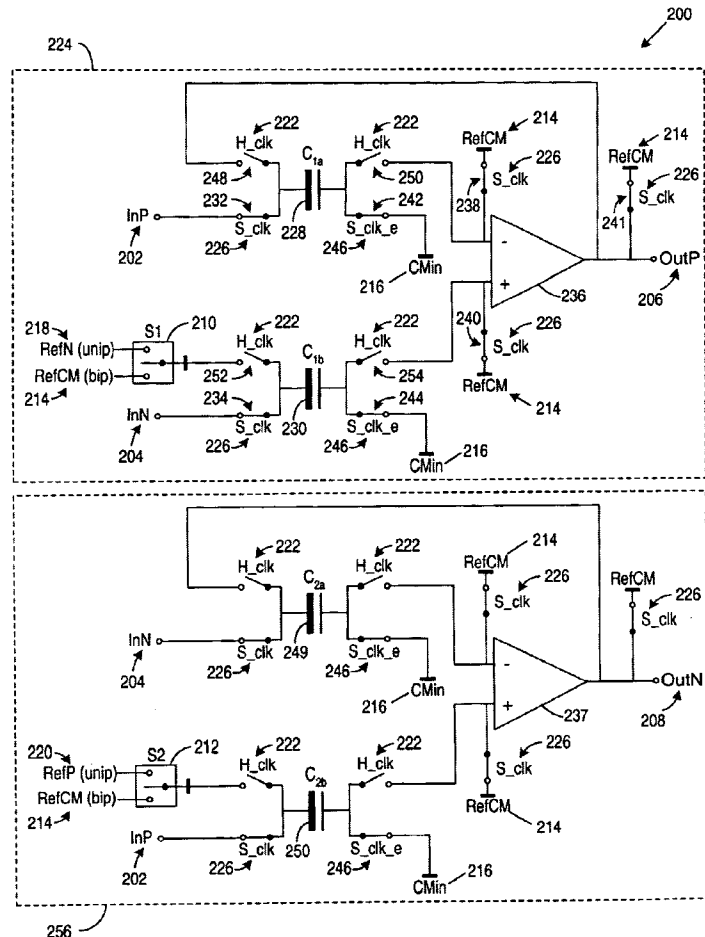 200
224
222
222
214
214
H_clk
C1a
H_clk
RefCM
226
RefCM
226
S_clk
S_clk
248
250
238
241
232
242
InP
S_clk
228
S_clk_e
202
226
246
CMin
216
-
+
236
OutP
206
218
S1
210
222
222
240
226
RefN (unip)
H_clk
C1b
H_clk
S_clk
RefCM (bip)
252
254
RefCM
214
234
244
214
InN
S_clk
230
S_clk_e
204
226
246
CMin
216
222
222
214
H_clk
C2a
H_clk
RefCM
226
RefCM
226
S_clk
S_clk
249
InN
S_clk
S_clk_e
204
226
246
CMin
216
-
+
237
OutN
208
220
S2
212
222
222
226
RefP (unip)
H_clk
C2b
H_clk
S_clk
RefCM (bip)
RefCM
214
214
InP
S_clk
250
S_clk_e
202
226
246
CMin
216
256